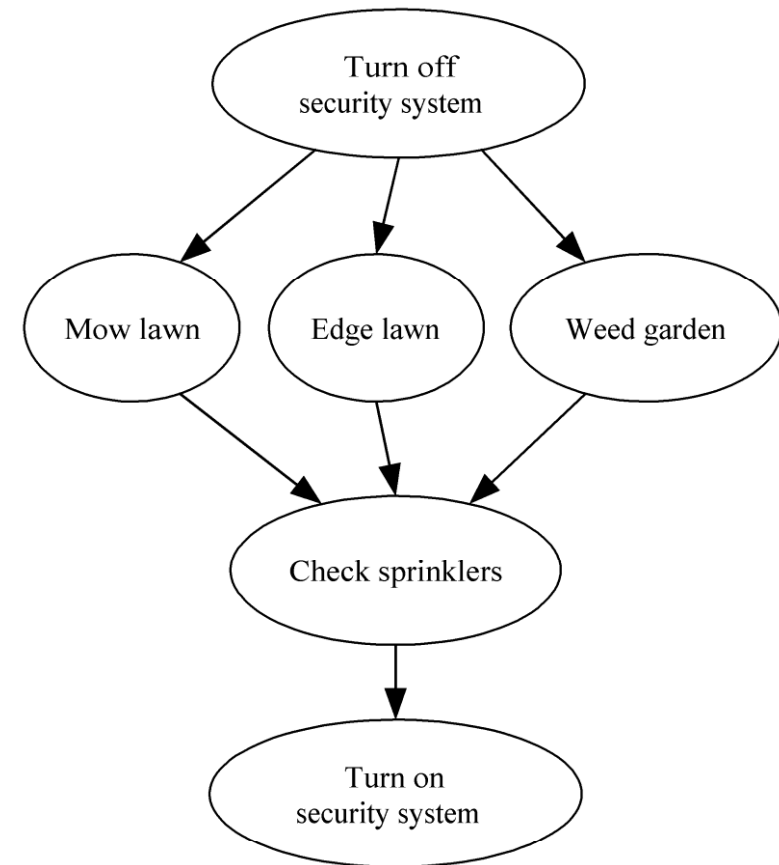 Turn off
security system
Mow lawn
Edge lawn
Weed garden
Check sprinklers
Turn on
security system